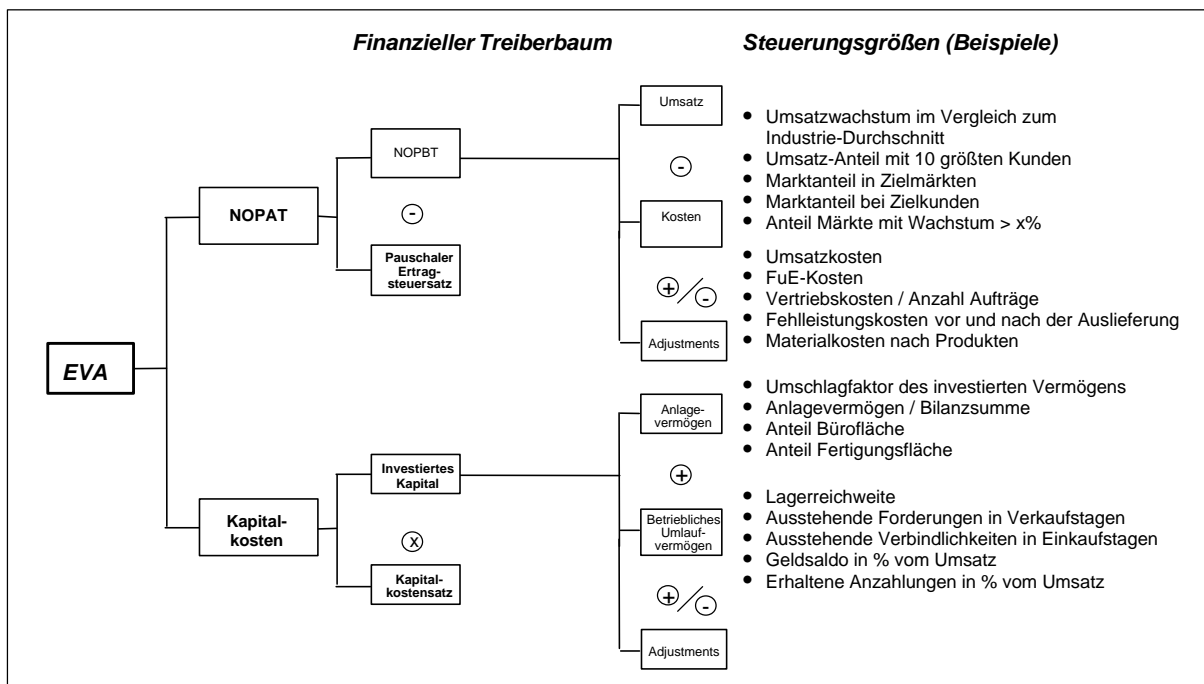 Finanzieller Treiberbaum
Steuerungsgrößen (Beispiele)
EVA
NOPAT
Kapital-
kosten
NOPBT
-
Pauschaler
Ertrag-
steuersatz
Investiertes
Kapital
x
Kapital-
kostensatz
Umsatz
-
Kosten
+/-
Adjustments
Anlage-
vermögen
+
Betriebliches
Umlauf-
vermögen
+/-
Adjustments
• Umsatzwachstum im Vergleich zum
Industrie-Durchschnitt
• Umsatz-Anteil mit 10 größten Kunden
• Marktanteil in Zielmärkten
• Marktanteil bei Zielkunden
• Anteil Märkte mit Wachstum > x%
• Umsatzkosten
• FuE-Kosten
• Vertriebskosten / Anzahl Aufträge
• Fehlleistungskosten vor und nach der Auslieferung
• Materialkosten nach Produkten
• Umschlagfaktor des investierten Vermögens
• Anlagevermögen / Bilanzsumme
• Anteil Bürofläche
• Anteil Fertigungsfläche
• Lagerreichweite
• Ausstehende Forderungen in Verkaufstagen
• Ausstehende Verbindlichkeiten in Einkaufstagen
• Geldsaldo in % vom Umsatz
• Erhaltene Anzahlungen in % vom Umsatz